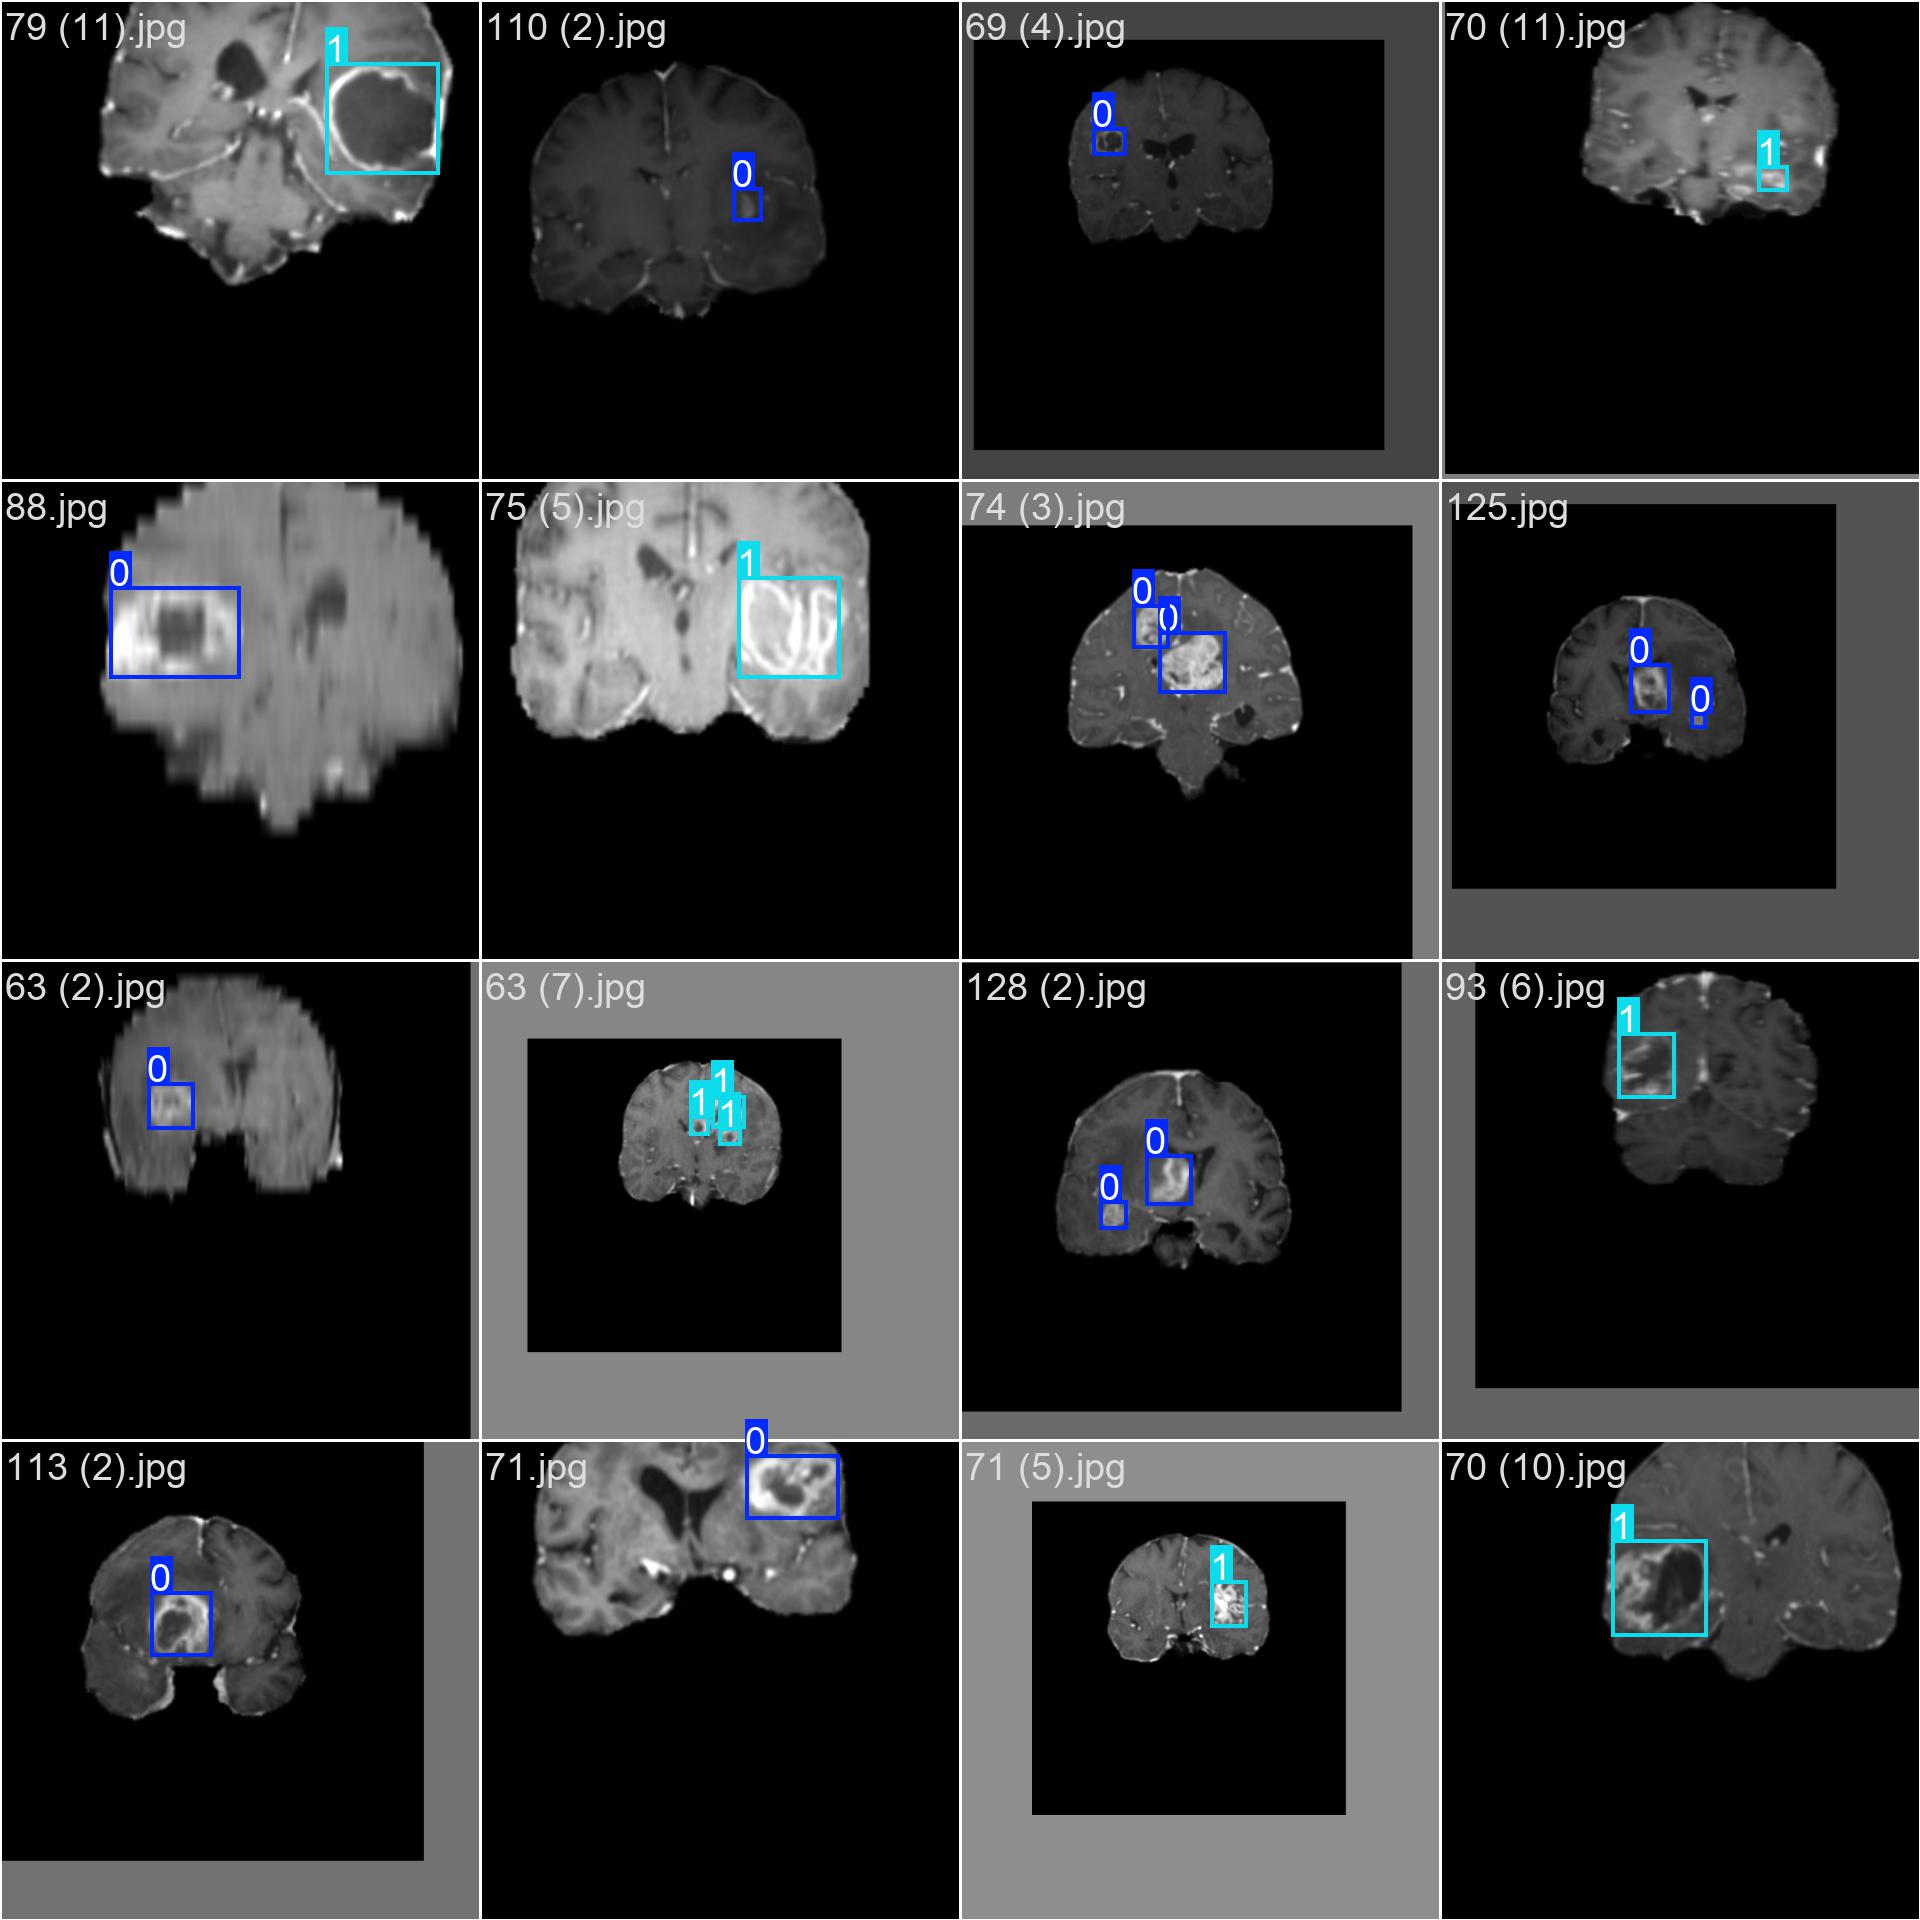 79 (11).jpg
1
110 (2).jpg
0
69 (4).jpg
0
70 (11).jpg
1
88.jpg
0
75 (5).jpg
1
74 (3).jpg
0
0
125.jpg
0
0
63 (2).jpg
0
63 (7).jpg
1
1
1
128 (2).jpg
0
0
93 (6).jpg
1
113 (2).jpg
0
71.jpg
0
71 (5).jpg
1
70 (10).jpg
1